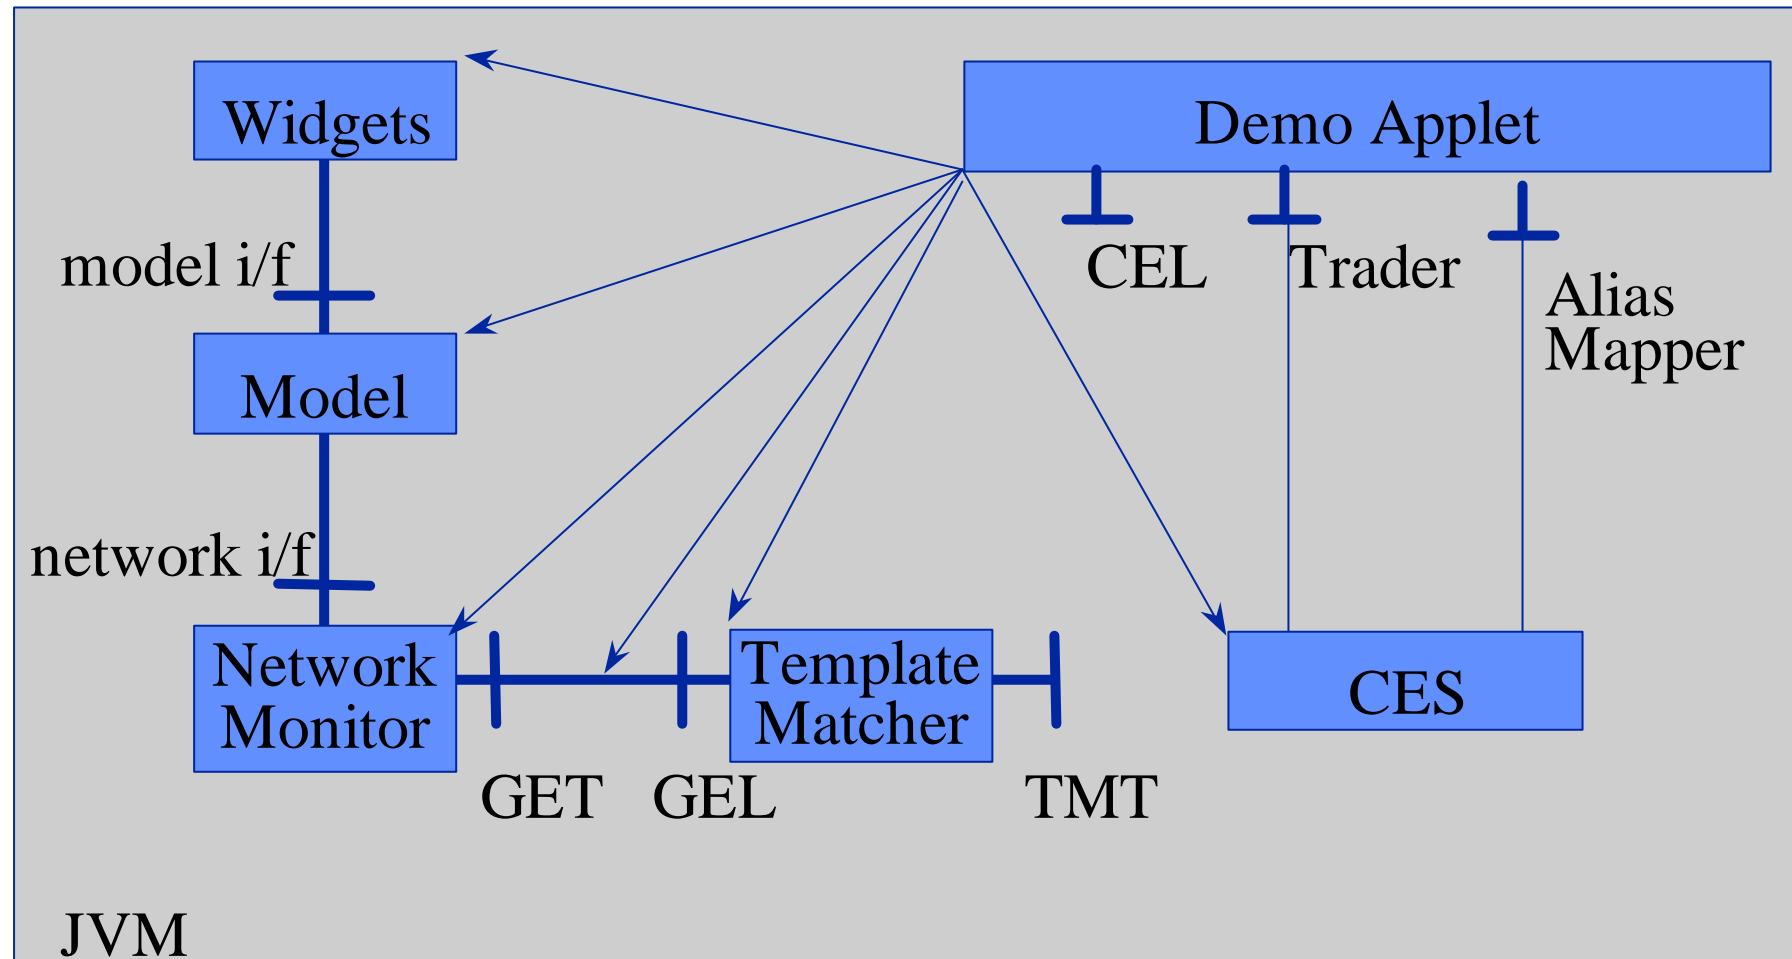 Widgets
Demo Applet
model i/f
CEL
Trader
Alias
Mapper
Model
network i/f
Network
Monitor
Template
Matcher
CES
GET
GEL
TMT
JVM